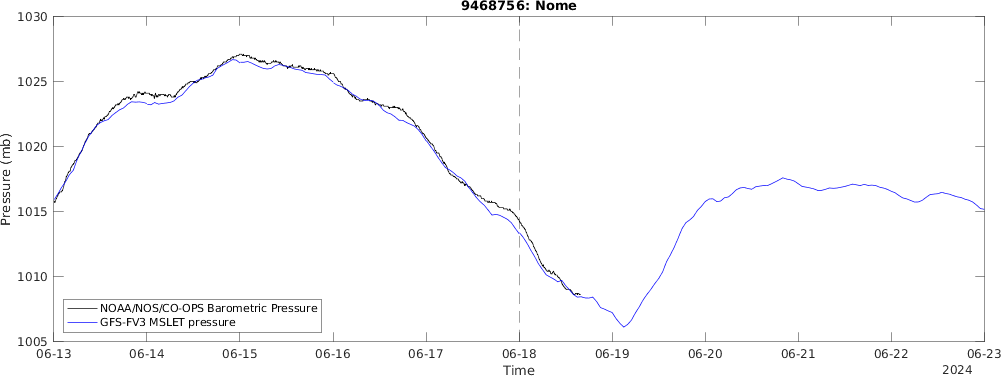 9468756: Nome
1030
1025
1020
1015
1010
1005
Pressure (mb)
NOAA/NOS/CO-OPS Barometric Pressure
GFS-FV3 MSLET pressure
06-13 06-14 06-15 06-16 06-17 06-18 06-19 06-20 06-21 06-22 06-23
Time
2024